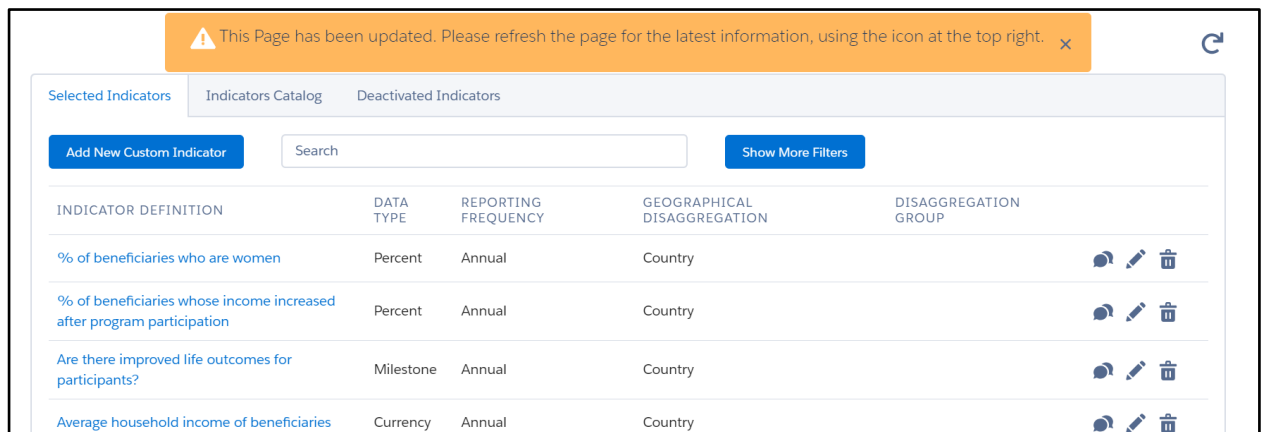 This Page has been updated. Please refresh the page for the latest information, using the icon at the top right.
Selected Indicators
Indicators Catalog
Deactivated Indicators
Add New Custom Indicator
Search
Show More Filters
INDICATOR DEFINITION
DATA
TYPE
REPORTING
FREQUENCY
GEOGRAPHICAL
DISAGGREGATION
DISAGGREGATION
GROUP
% of beneficiaries who are women
Percent
Annual
Country
% of beneficiaries whose income increased
after program participation
Percent
Annual
Country
Are there improved life outcomes for
participants?
Milestone
Annual
Country
Average household income of beneficiaries
Currency
Annual
Country